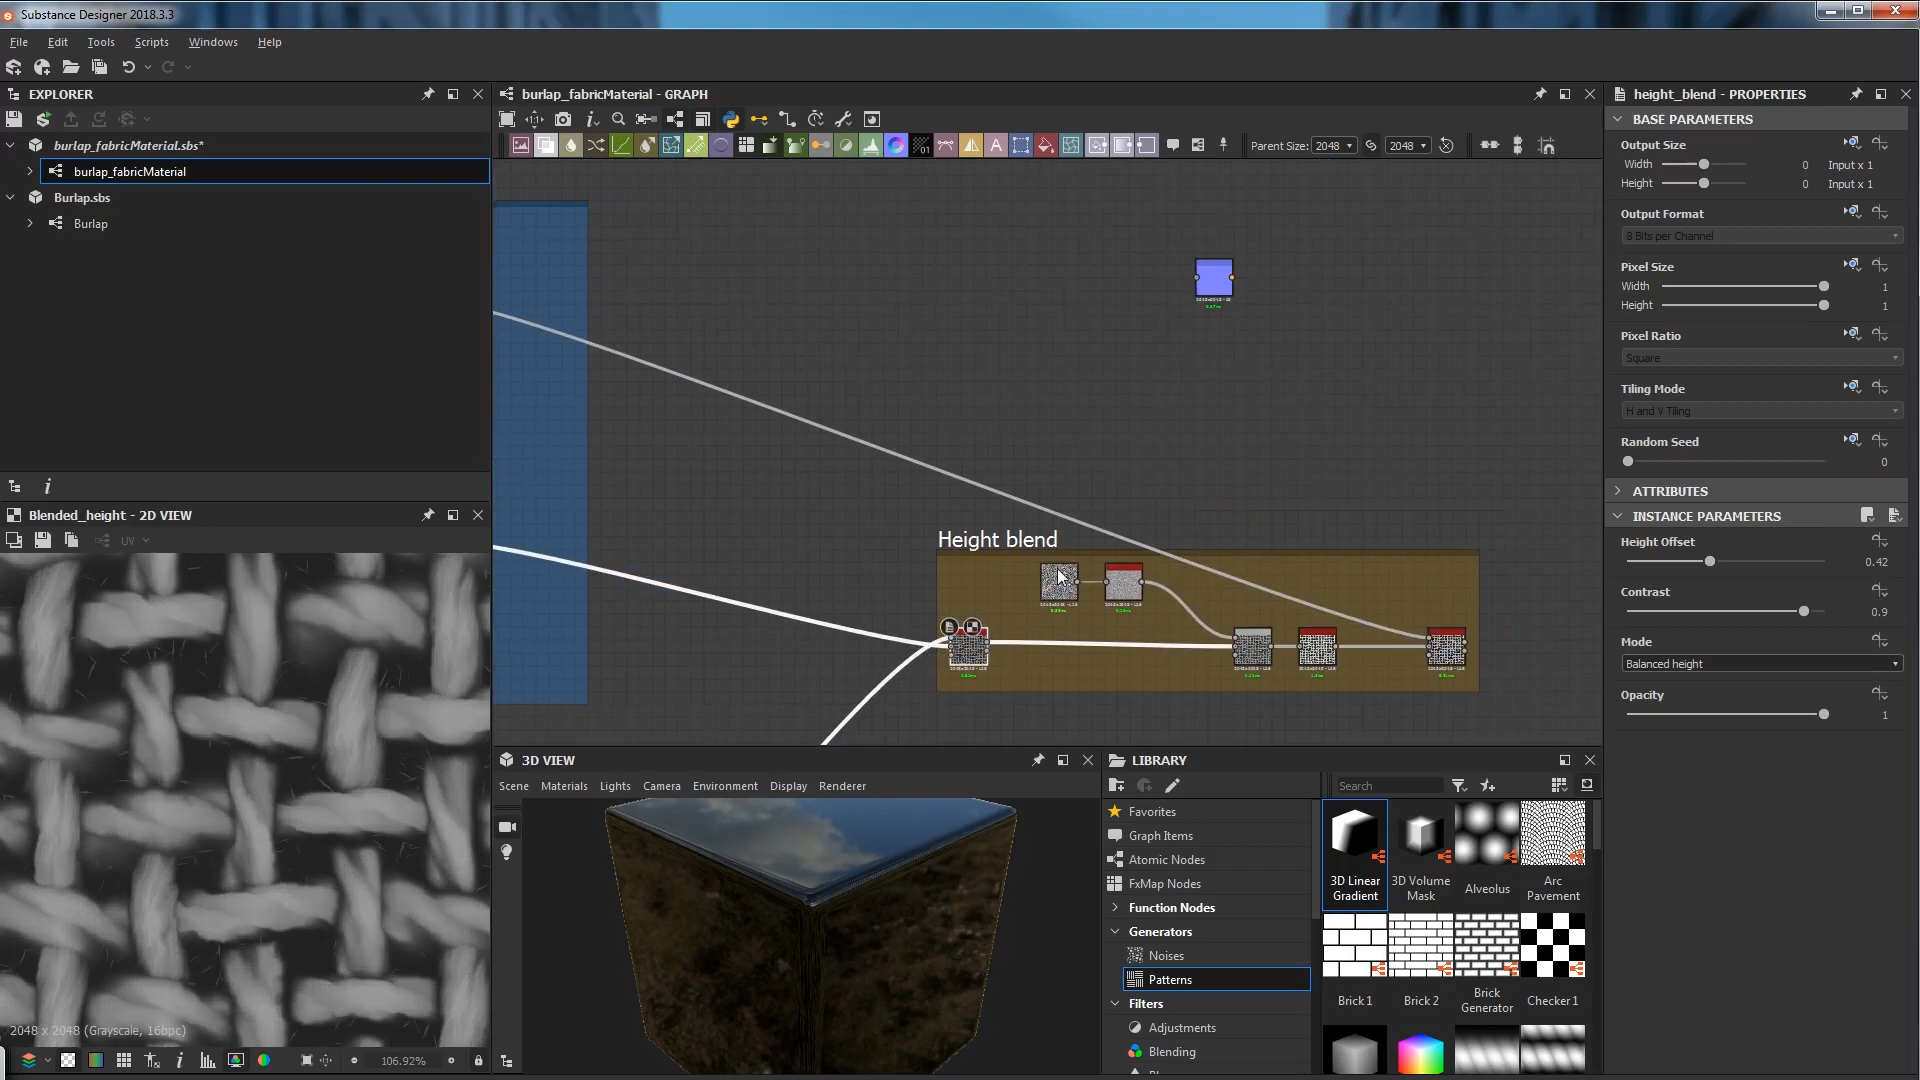 Substance Designer 2018.3.3
File Edit Tools Scripts Windows Help
EXPLORER
burlap_fabricMaterial.sbs*
burlap_fabricMaterial
Burlap.sbs
Burlap
Blended_height - 2D VIEW
UV
2048 x 2048 (Grayscale, 16bpc)
106.92%
burlap_fabricMaterial - GRAPH
Parent Size: 2048 2048
Height blend
3D VIEW
Scene Materials Lights Camera Environment Display Renderer
LIBRARY
Search
Favorites
Graph Items
Atomic Nodes
FxMap Nodes
Function Nodes
Generators
Noises
Patterns
Filters
Adjustments
Blending
3D Linear Gradient
3D Volume Mask
Alveolus
Arc Pavement
Brick 1
Brick 2
Brick Generator
Checker 1
height_blend - PROPERTIES
BASE PARAMETERS
Output Size
Width 0 Input x 1
Height 0 Input x 1
Output Format
8 Bits per Channel
Pixel Size
Width 1
Height 1
Pixel Ratio
Square
Tiling Mode
H and V Tiling
Random Seed
0
ATTRIBUTES
INSTANCE PARAMETERS
Height Offset
0.42
Contrast
0.9
Mode
Balanced height
Opacity
1